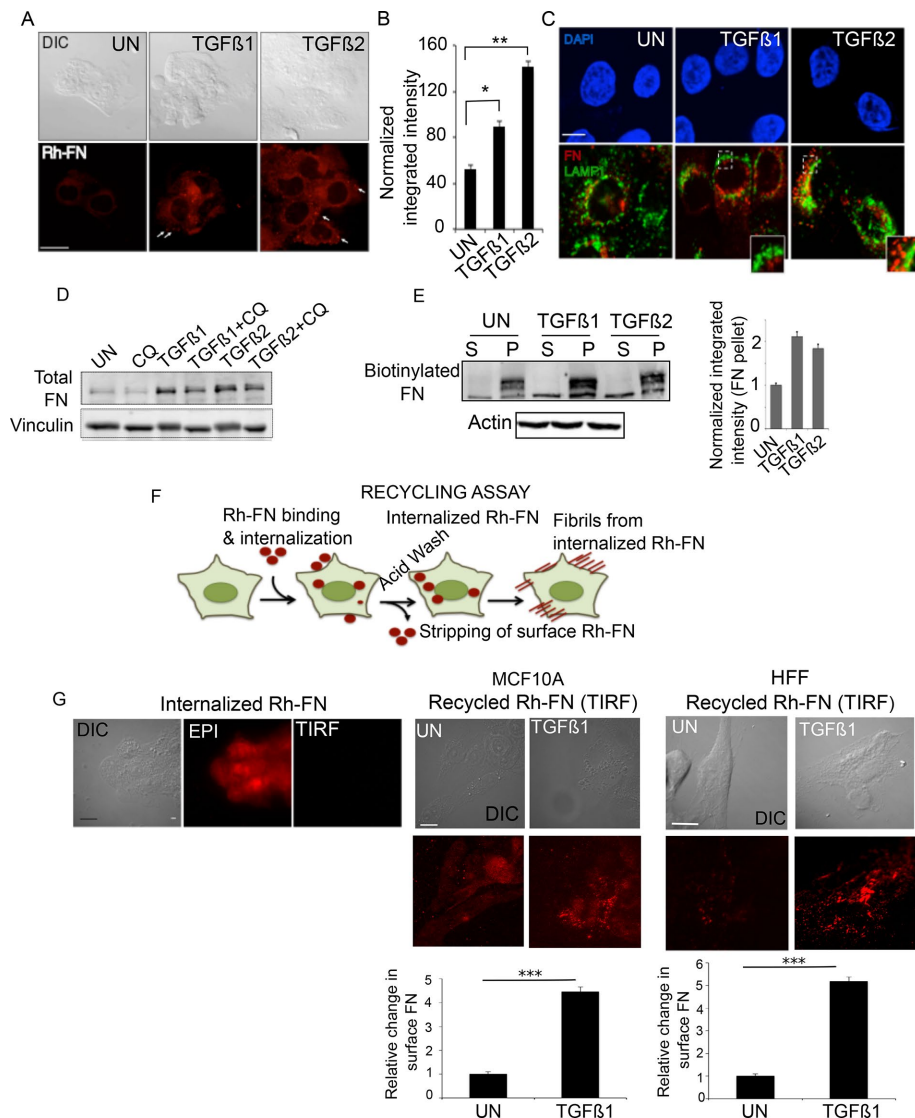 A
DIC
UN
TGFß1
TGFß2
Rh-FN
B
Normalized
integrated intensity
160
120
80
40
0
*
**
UN
TGFß1
TGFß2
C
DAPI
UN
TGFß1
TGFß2
FN
LAMP1
D
UN
CQ
TGFß1
TGFß1+CQ
TGFß2
TGFß2+CQ
Total
FN
Vinculin
E
UN
TGFß1
TGFß2
S P S P S P
Biotinylated
FN
Actin
Normalized integrated
intensity (FN pellet)
2
1
0
UN
TGFß1
TGFß2
F
RECYCLING ASSAY
Rh-FN binding
& internalization
Acid Wash
Internalized Rh-FN
Fibrils from
internalized Rh-FN
Stripping of surface Rh-FN
G
Internalized Rh-FN
DIC
EPI
TIRF
MCF10A
Recycled Rh-FN (TIRF)
UN
TGFß1
DIC
HFF
Recycled Rh-FN (TIRF)
UN
TGFß1
DIC
Relative change in
surface FN
5
4
3
2
1
0
***
UN
TGFß1
Relative change in
surface FN
6
5
4
3
2
1
0
***
UN
TGFß1